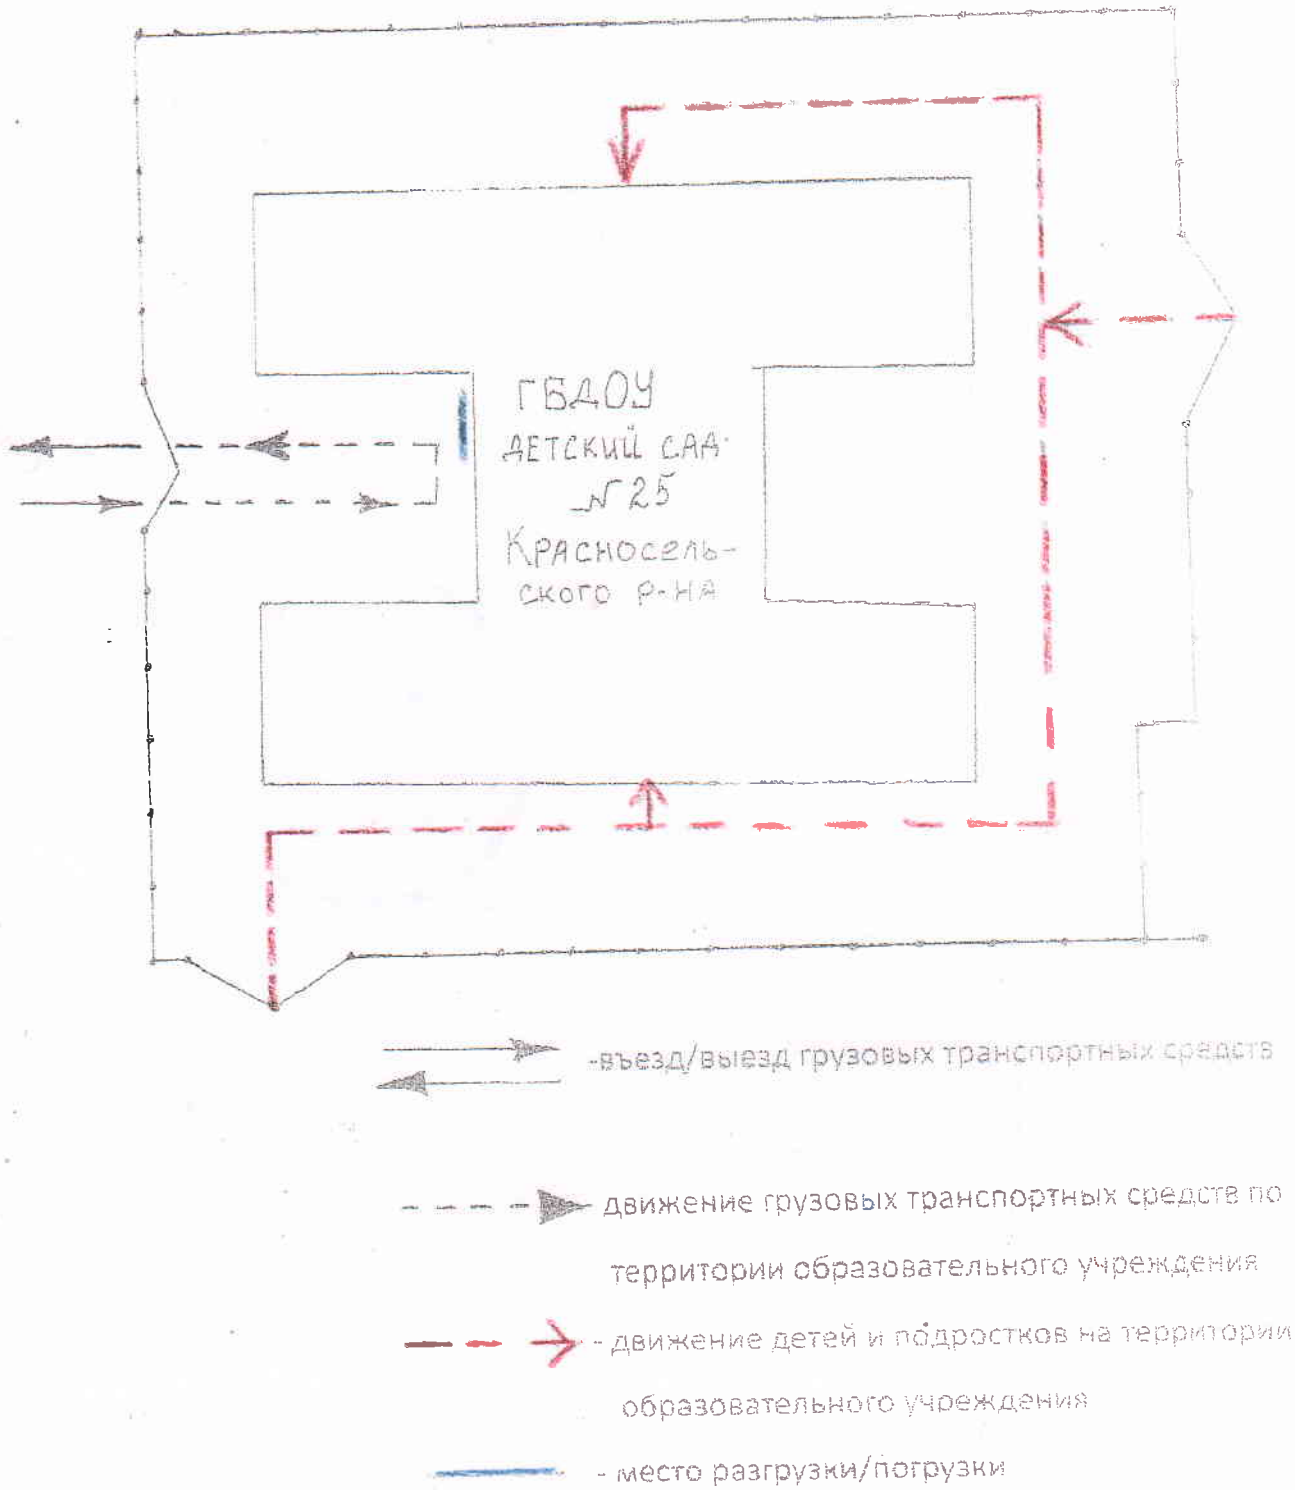 ГБДОУ
ДЕТСКИЙ САД
№25
КРАСНОСЕЛЬ-
СКОГО Р-НА
-въезд/выезд грузовых транспортных средств
движение грузовых транспортных средств по
территории образовательного учреждения
- движение детей и подростков на территории
образовательного учреждения
- место разгрузки/погрузки